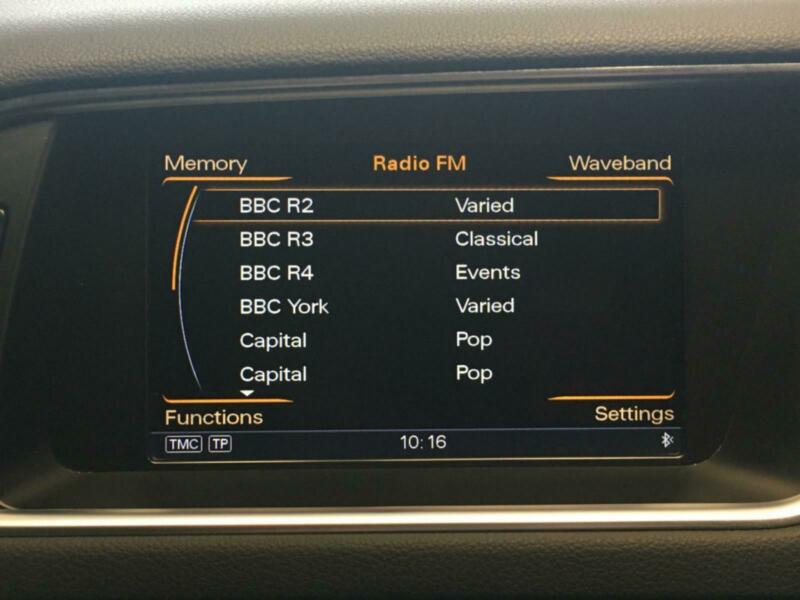 Memory Radio FM Waveband
BBC R2 Varied
BBC R3 Classical
BBC R4 Events
BBC York Varied
Capital Pop
Capital Pop
Functions Settings
TMC TP 10:16